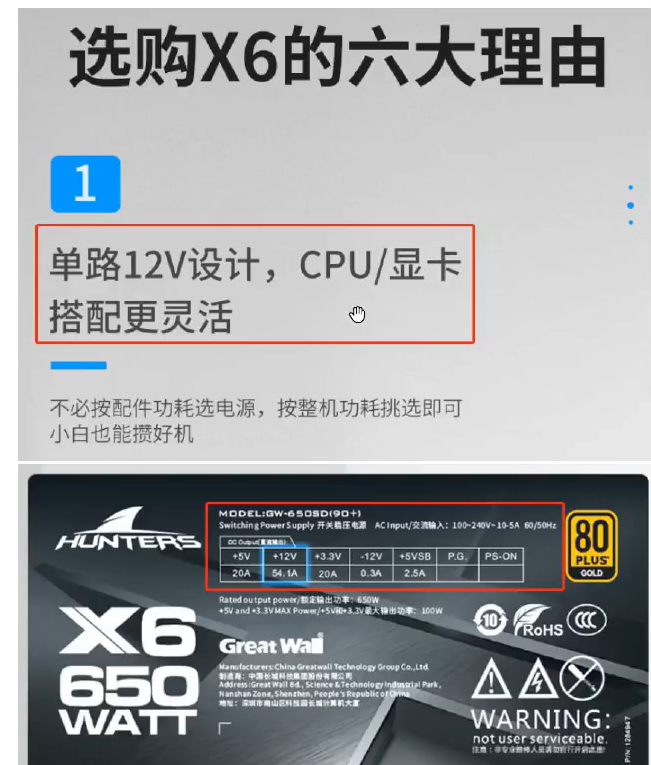 选购X6的六大理由
1
单路12V设计，CPU/显卡
搭配更灵活
不必按配件功耗选电源，按整机功耗挑选即可
小白也能攒好机
HUNTERS
X6
650
WATT
MODEL:GW-650SD(90+)
Switching Power Supply 开关稳压电源 AC Input/交流输入：100-240V~10-5A 60/50Hz
DC Output(直流输出)
+5V +12V +3.3V -12V +5VSB P.G. PS-ON
20A 54.1A 20A 0.3A 2.5A
Rated output power/额定输出功率：650W
+5V and +3.3V MAX Power/+5V和+3.3V最大输出功率：100W
Great Wall
Manufacturers:China Greatwall Technology Group Co.,Ltd.
制造商：中国长城科技集团股份有限公司
Address:Great Wall Bd., Science & Technology Industrial Park,
Nanshan Zone, Shenzhen, People's Republic of China
地址：深圳市南山区科技园长城计算机大厦
80
PLUS
GOLD
10
RoHS
CCC
WARNING:
not user serviceable.
注意：非专业维修人员请勿自行开启此盖!
P/N:1284947